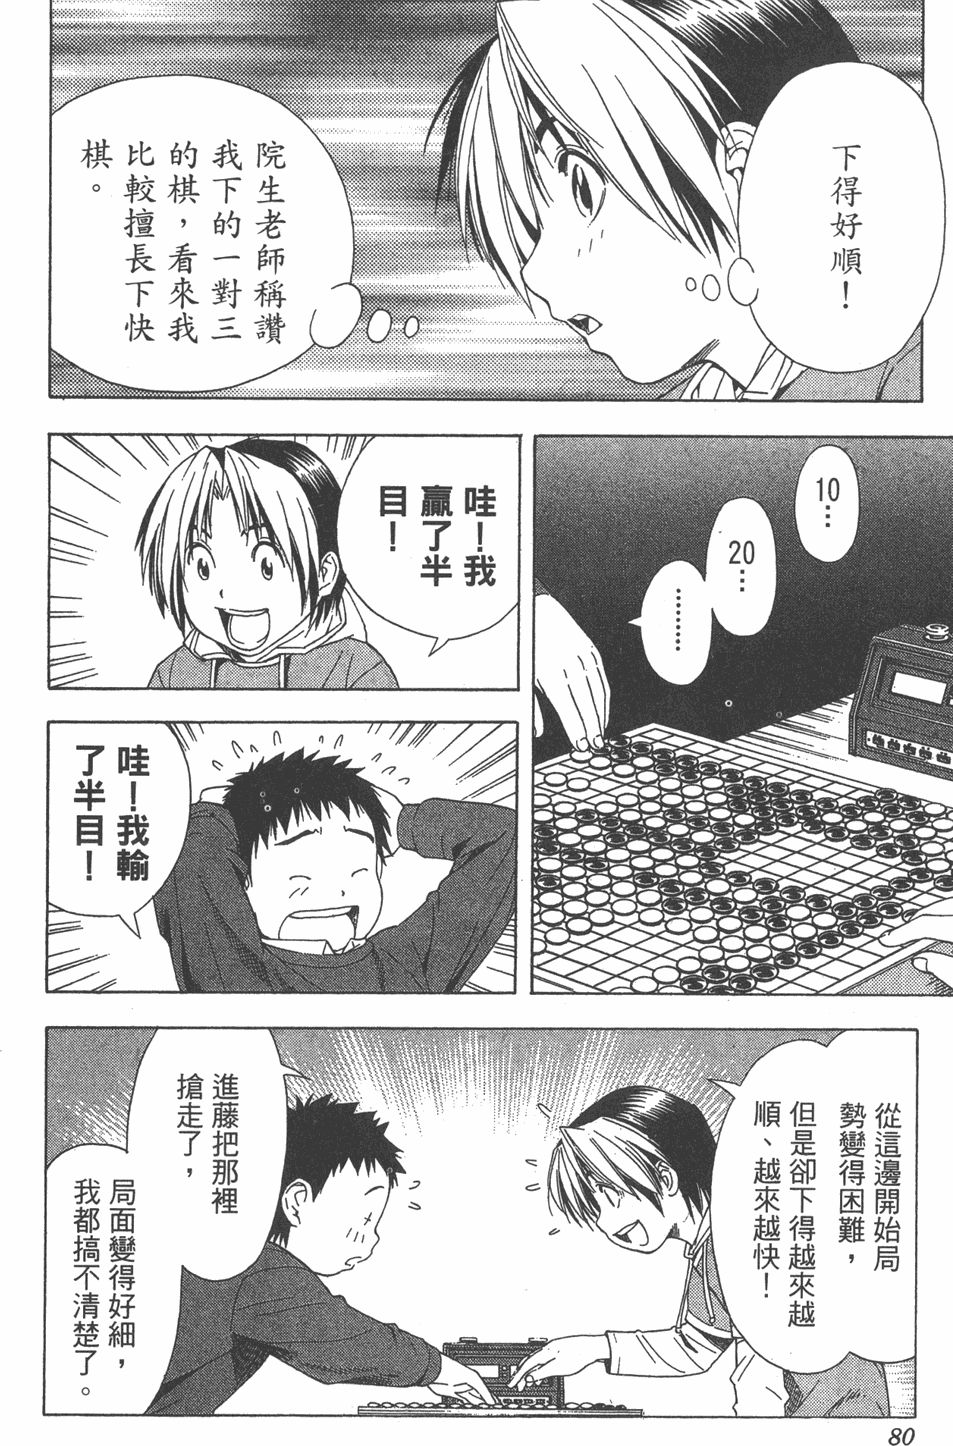 下得好順！
院生老師稱讚
我下的一對三
的棋，看來我
比較擅長下快
棋。
10…
20…
………
哇！我
贏了半
目！
哇！我輸
了半目！
從這邊開始局
勢變得困難，
但是卻下得越來越
順、越來越快！
進藤把那裡
搶走了，
局面變得好細，
我都搞不清楚了。
80